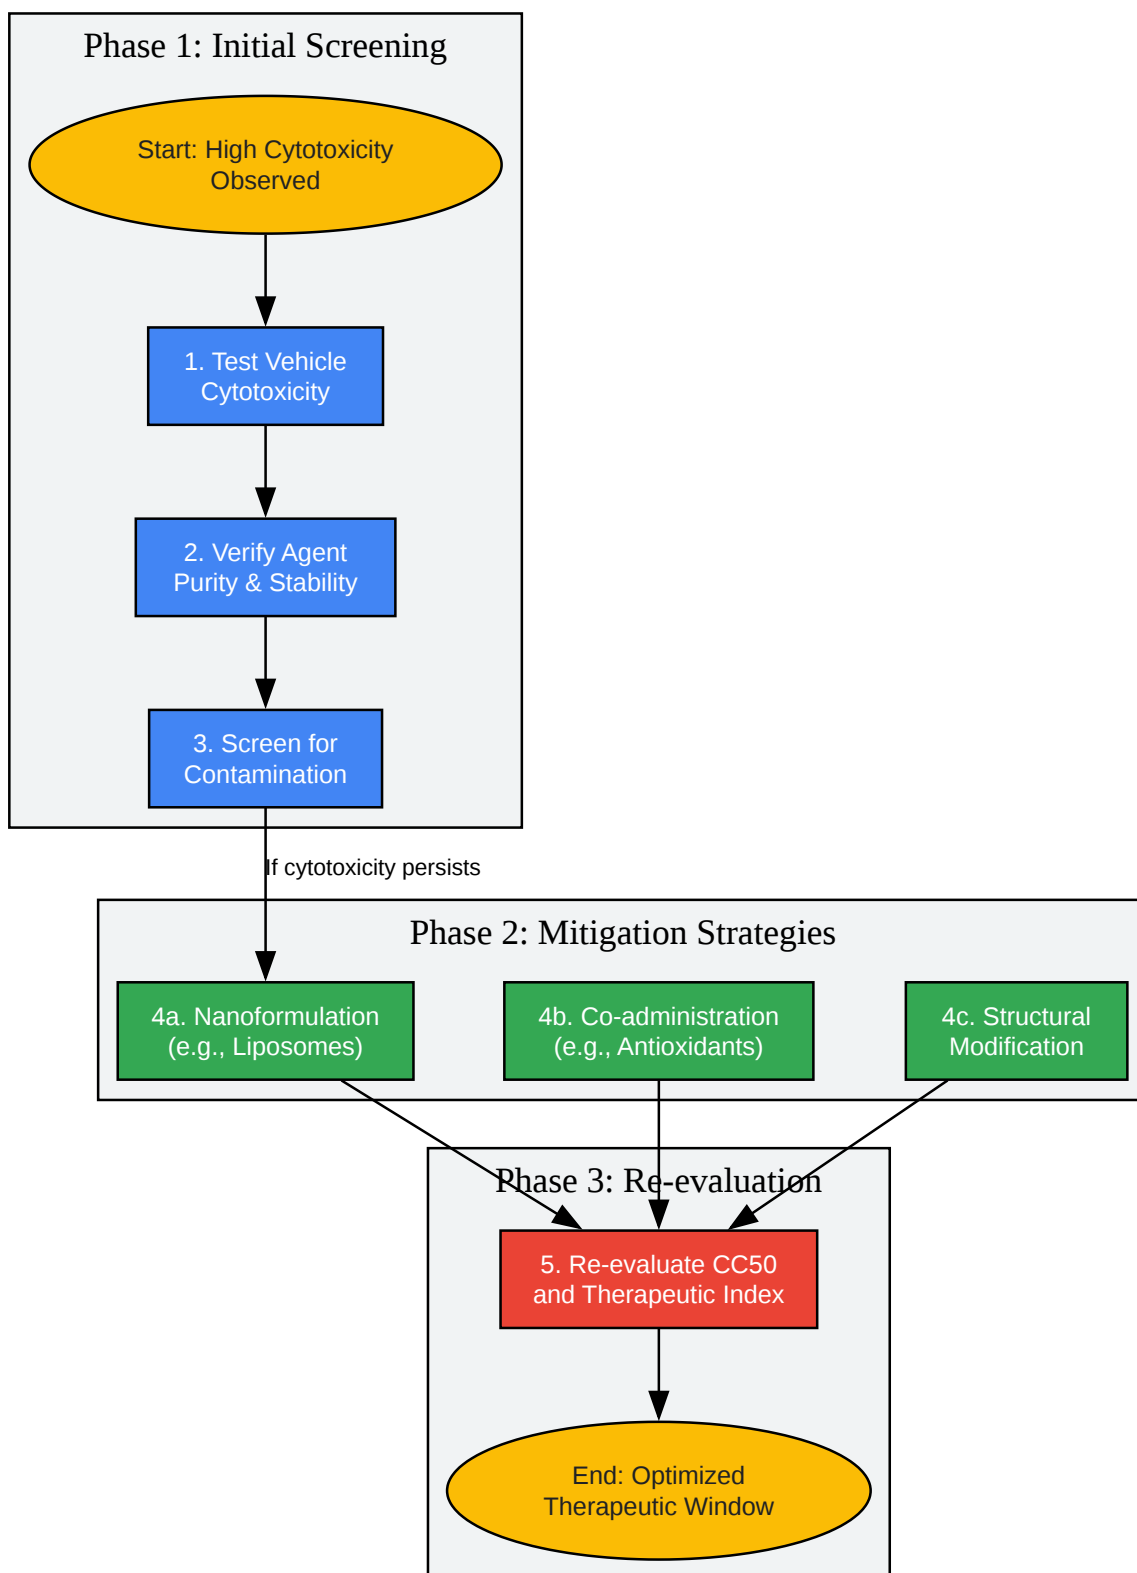 Phase 1: Initial Screening
Start: High Cytotoxicity
Observed
1. Test Vehicle
Cytotoxicity
2. Verify Agent
Purity & Stability
3. Screen for
Contamination
If cytotoxicity persists
Phase 2: Mitigation Strategies
4a. Nanoformulation
(e.g., Liposomes)
4b. Co-administration
(e.g., Antioxidants)
4c. Structural
Modification
Phase 3: Re-evaluation
5. Re-evaluate CC50
and Therapeutic Index
End: Optimized
Therapeutic Window